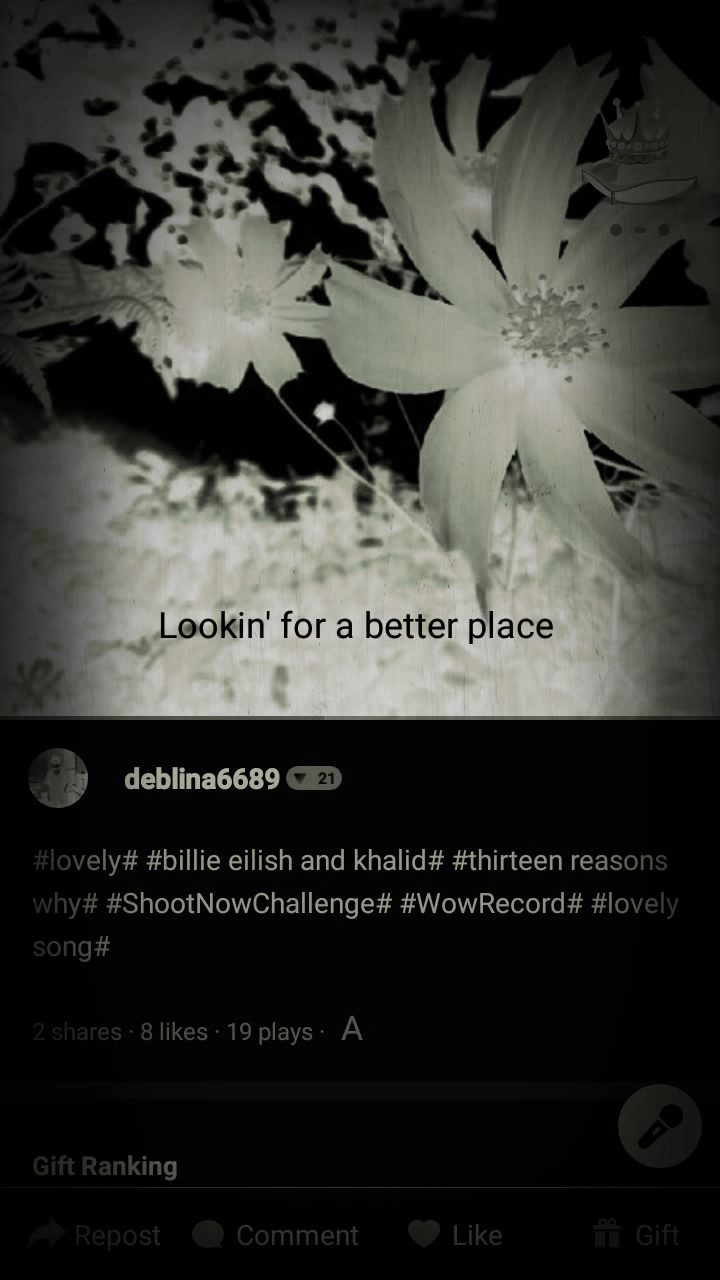 Lookin' for a better place
deblina6689 21
#lovely# #billie eilish and khalid# #thirteen reasons
why# #ShootNowChallenge# #WowRecord# #lovely
song#
2 shares · 8 likes · 19 plays · A
Gift Ranking
Repost Comment Like Gift